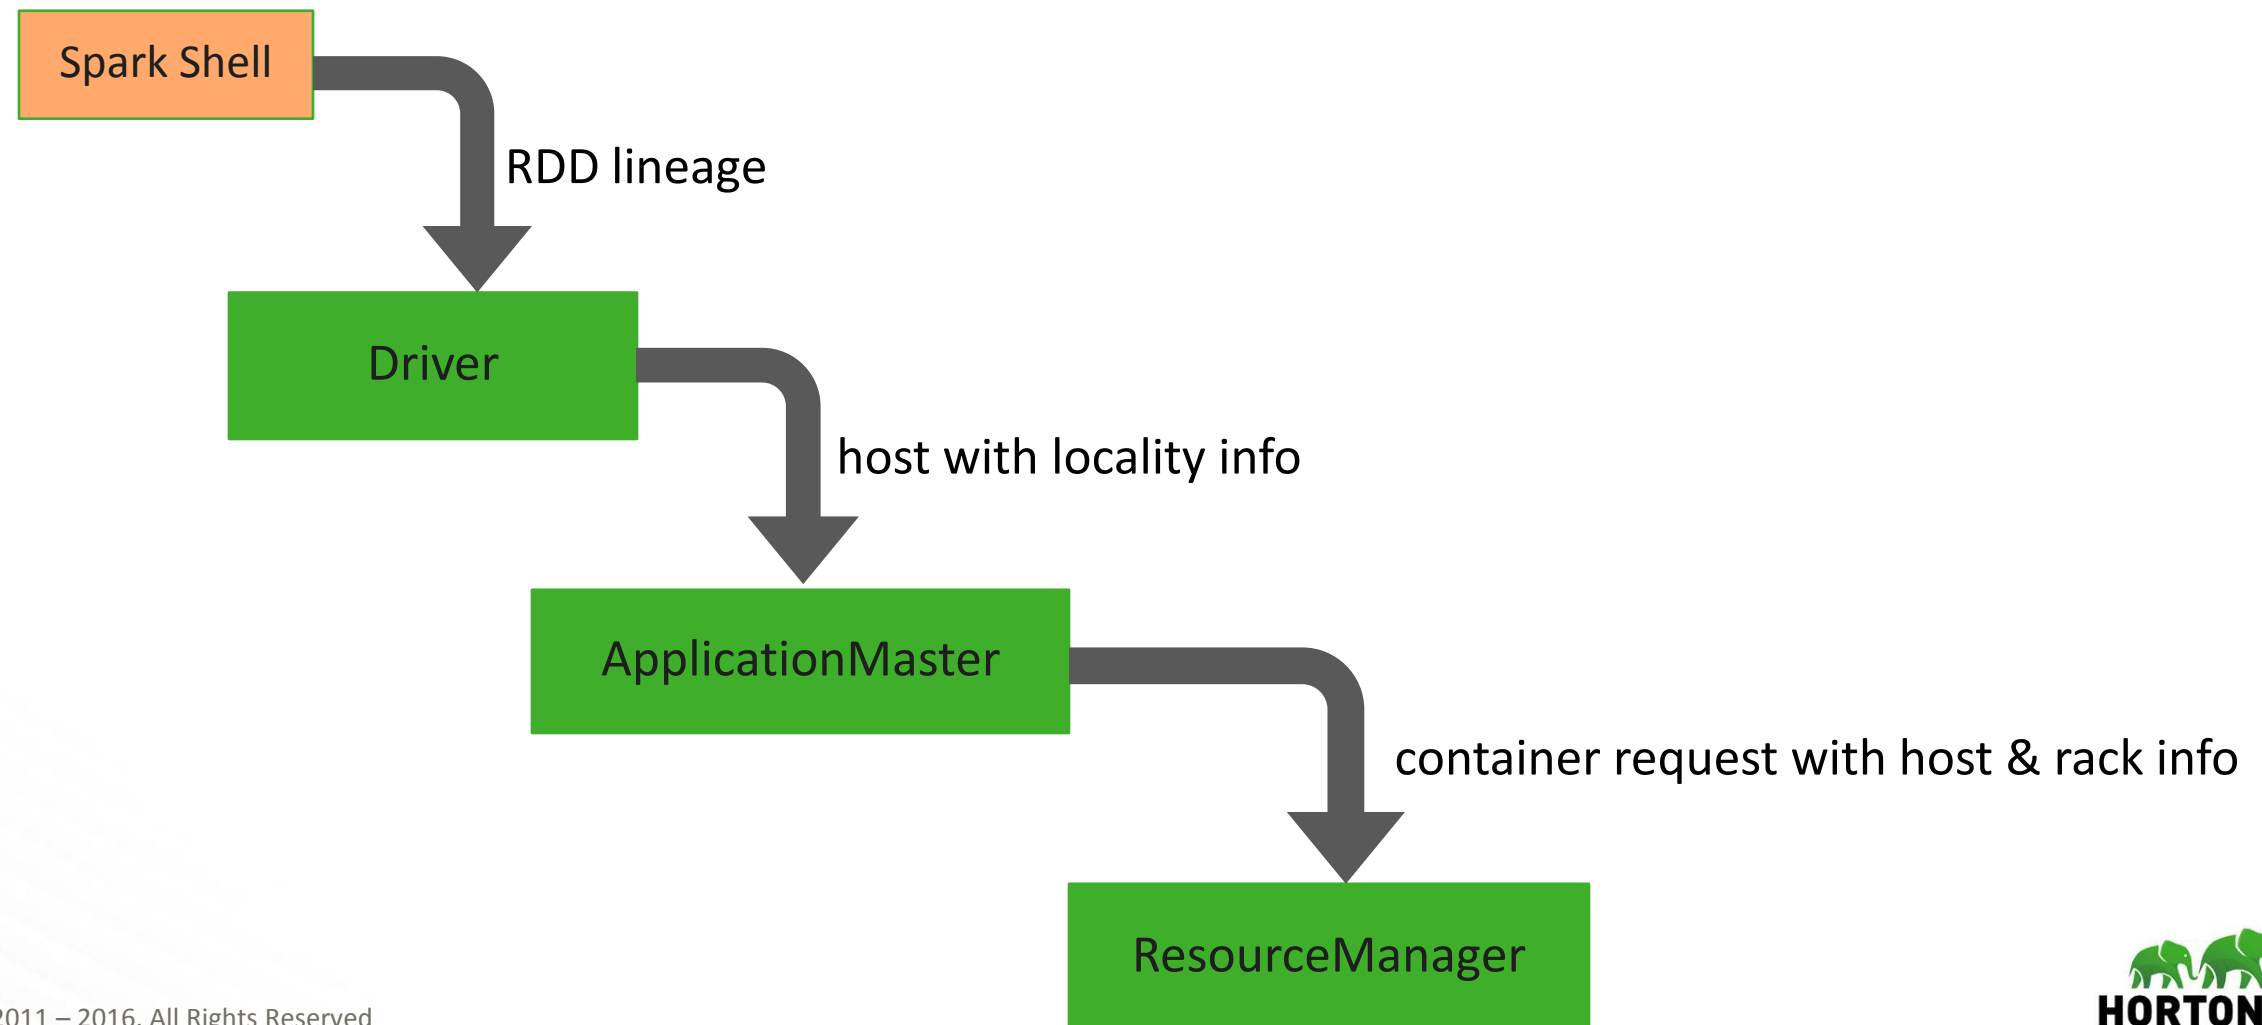 Spark Shell
RDD lineage
Driver
host with locality info
ApplicationMaster
container request with host & rack info
ResourceManager
2011 – 2016. All Rights Reserved
HORTON